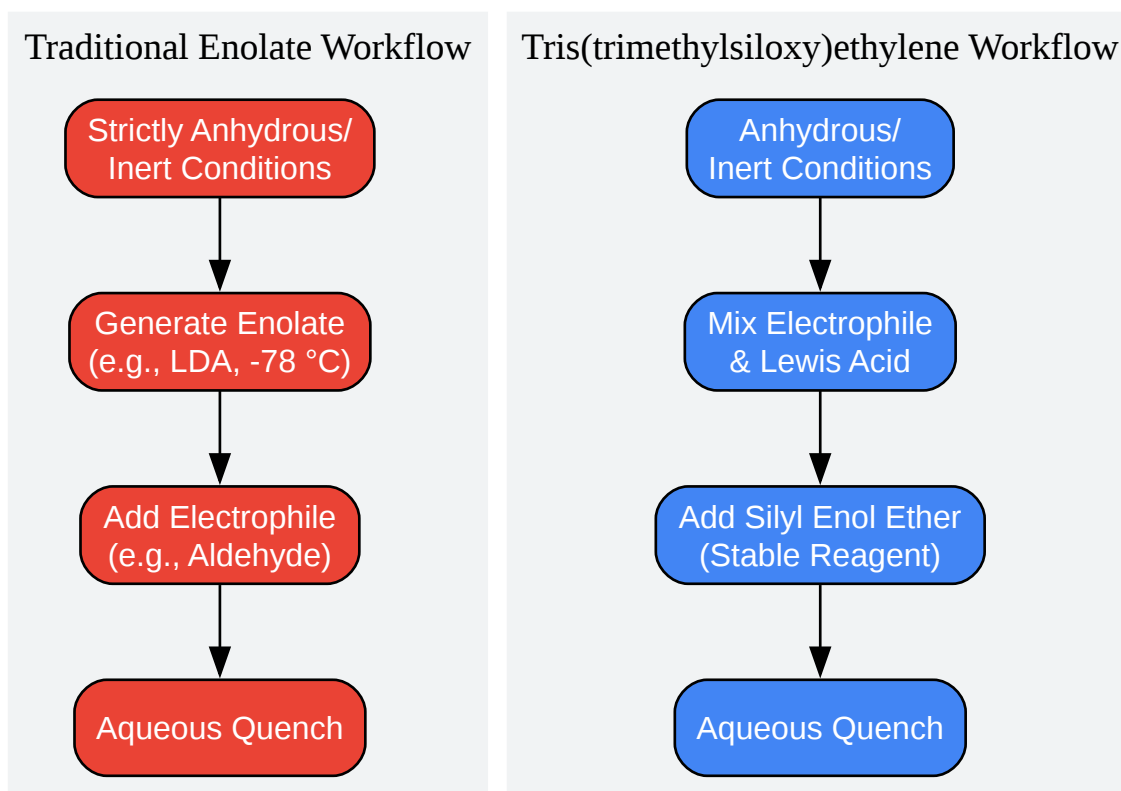 Traditional Enolate Workflow
Strictly Anhydrous/
Inert Conditions
Generate Enolate
(e.g., LDA, -78 °C)
Add Electrophile
(e.g., Aldehyde)
Aqueous Quench
Tris(trimethylsiloxy)ethylene Workflow
Anhydrous/
Inert Conditions
Mix Electrophile
& Lewis Acid
Add Silyl Enol Ether
(Stable Reagent)
Aqueous Quench